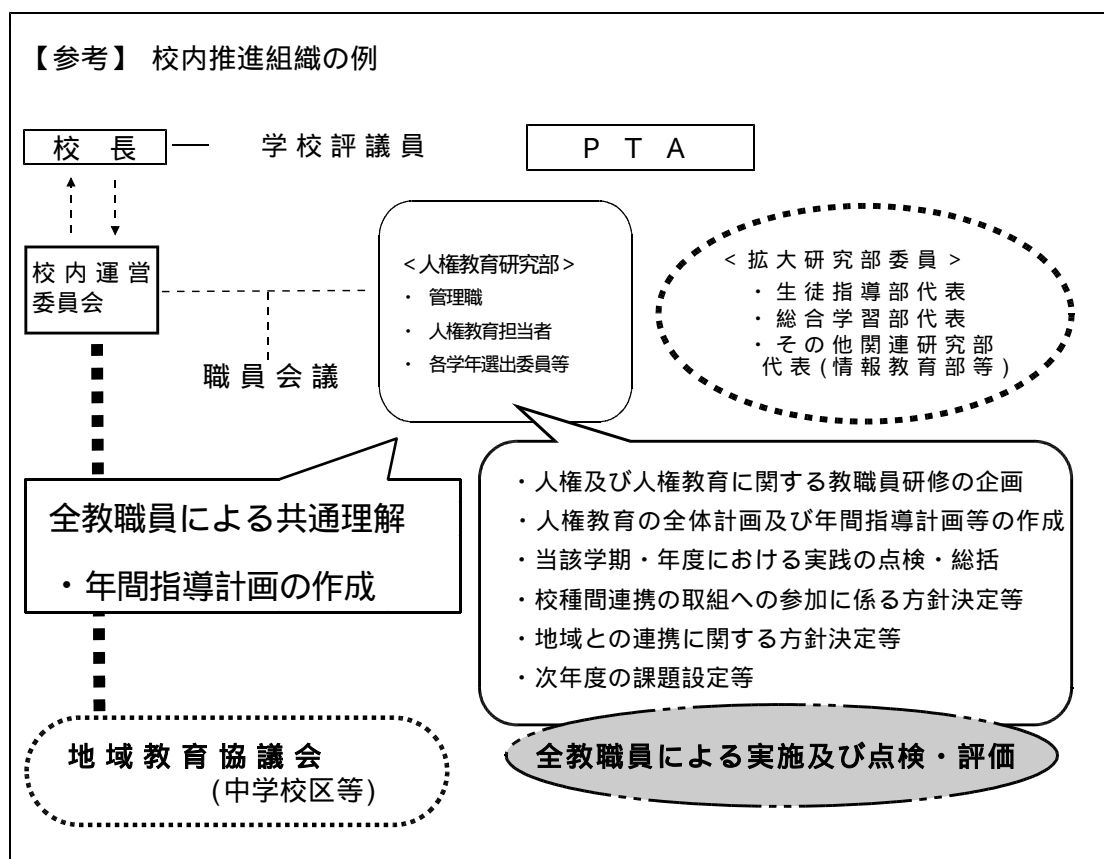 【参考】 校内推進組織の例
校 長
学校評議員
P T A
校内運営
委員会
職員会議
<人権教育研究部>
・ 管理職
・ 人権教育担当者
・ 各学年選出委員等
< 拡大研究部委員 >
・生徒指導部代表
・総合学習部代表
・その他関連研究部
代表(情報教育部等)
全教職員による共通理解
・年間指導計画の作成
・人権及び人権教育に関する教職員研修の企画
・人権教育の全体計画及び年間指導計画等の作成
・当該学期・年度における実践の点検・総括
・校種間連携の取組への参加に係る方針決定等
・地域との連携に関する方針決定等
・次年度の課題設定等
地域教育協議会
(中学校区等)
全教職員による実施及び点検・評価